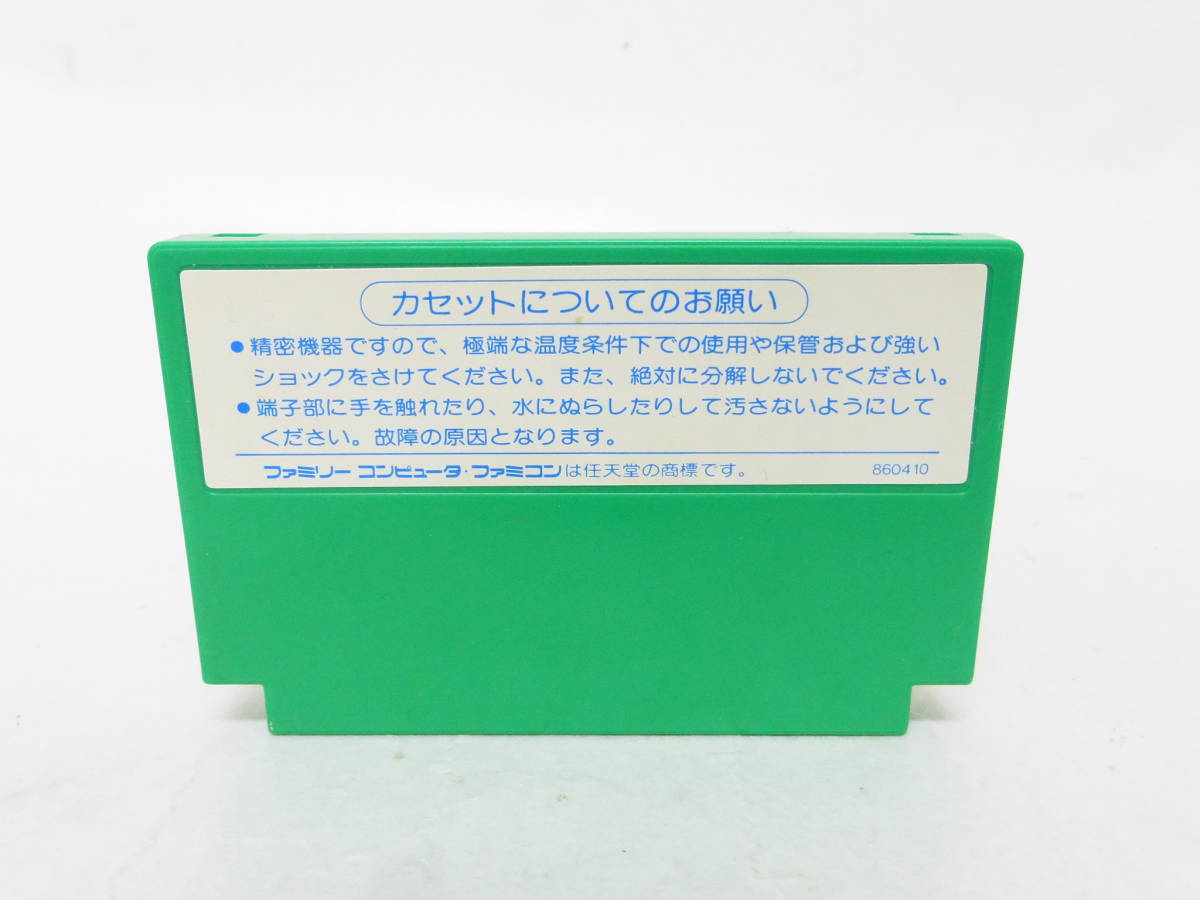 カセットについてのお願い
●精密機器ですので、極端な温度条件下での使用や保管および強い
ショックをさけてください。また、絶対に分解しないでください。
●端子部に手を触れたり、水にぬらしたりして汚さないようにして
ください。故障の原因となります。
ファミリー コンピュータ・ファミコンは任天堂の商標です。 860410